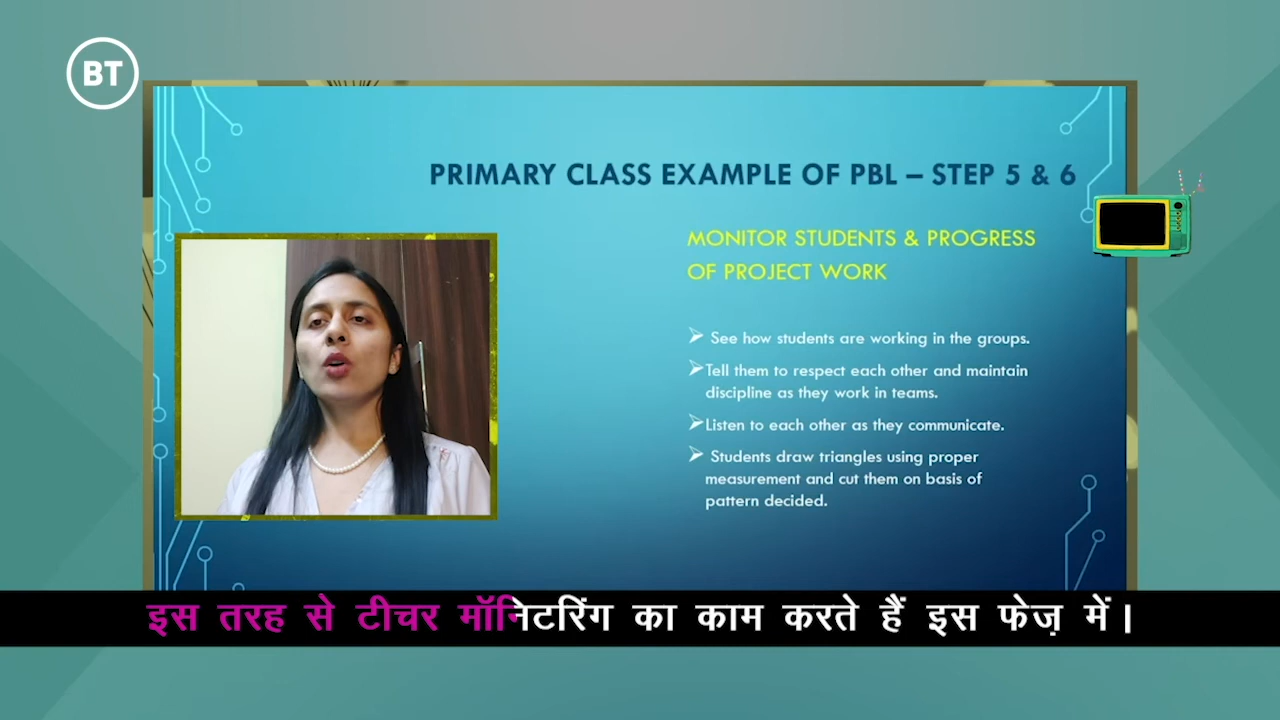 BT
PRIMARY CLASS EXAMPLE OF PBL – STEP 5 & 6
MONITOR STUDENTS & PROGRESS
OF PROJECT WORK
➢ See how students are working in the groups.
➢Tell them to respect each other and maintain
discipline as they work in teams.
➢Listen to each other as they communicate.
➢ Students draw triangles using proper
measurement and cut them on basis of
pattern decided.
इस तरह से टीचर मॉनिटरिंग का काम करते हैं इस फेज़ में।